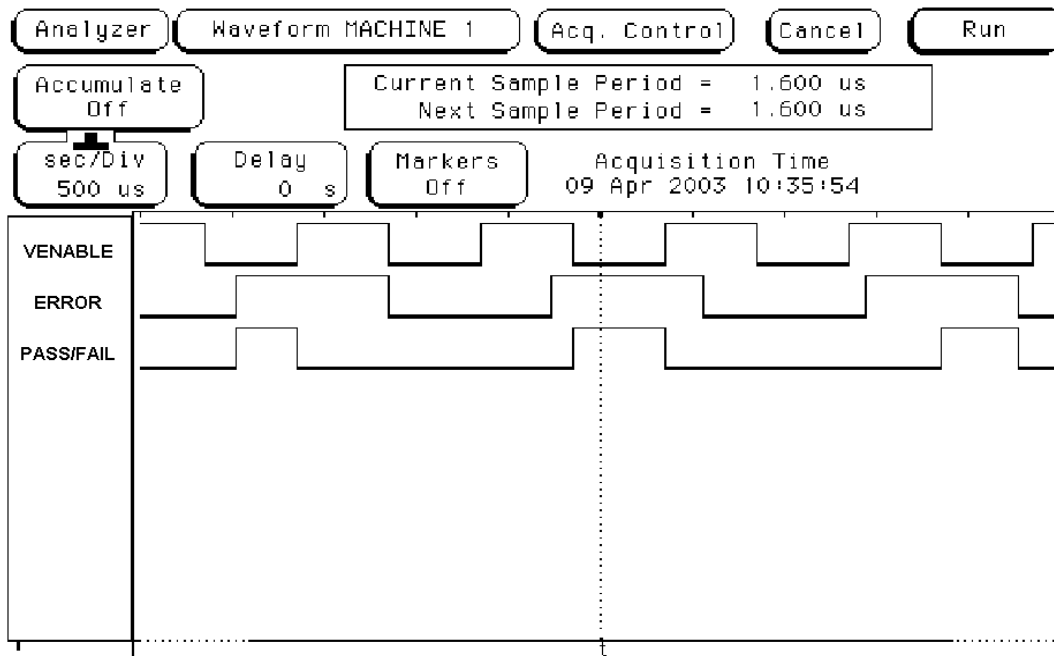 Analyzer Waveform MACHINE 1 Acq. Control Cancel Run
Accumulate
Off
Current Sample Period = 1.600 us
Next Sample Period = 1.600 us
sec/Div
500 us
Delay
0 s
Markers
Off
Acquisition Time
09 Apr 2003 10:35:54
VENABLE
ERROR
PASS/FAIL
t